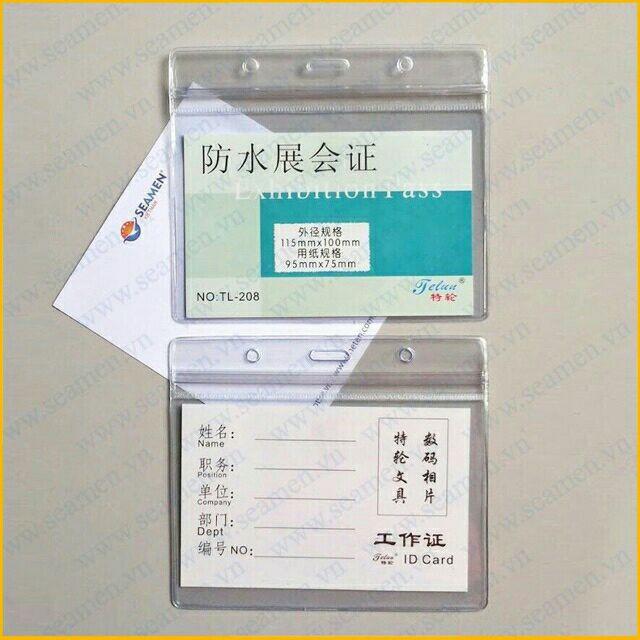 www.seamen.vn
SEAMEN
VIETNAM
防水展会证
Exhibition Pass
外径规格
115mmx100mm
用纸规格
95mmx75mm
NO:TL-208
Telun®
特轮
姓名:
Name
职务:
Position
单位:
Company
部门:
Dept
编号NO:
数码相片
特轮文具
工作证
Telun®
特轮
ID Card